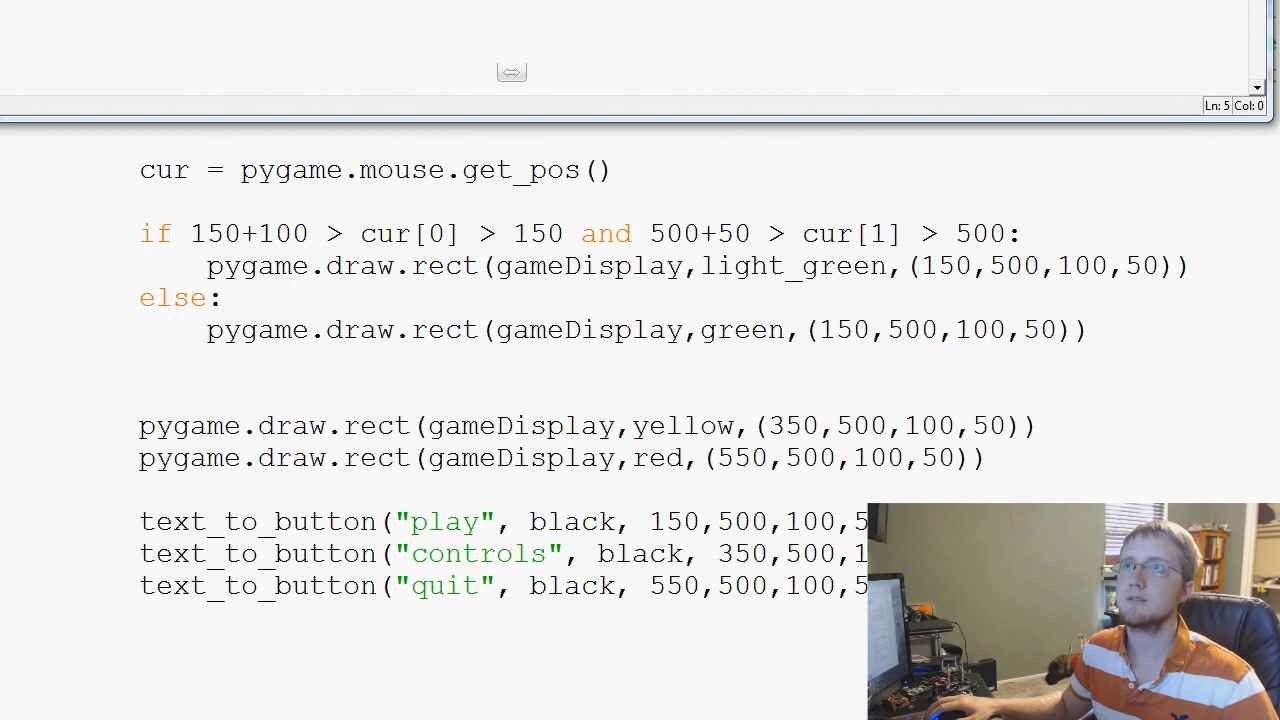 Ln: 5 Col: 0
cur = pygame.mouse.get_pos()
if 150+100 > cur[0] > 150 and 500+50 > cur[1] > 500:
pygame.draw.rect(gameDisplay,light_green,(150,500,100,50))
else:
pygame.draw.rect(gameDisplay,green,(150,500,100,50))
pygame.draw.rect(gameDisplay,yellow,(350,500,100,50))
pygame.draw.rect(gameDisplay,red,(550,500,100,50))
text_to_button("play", black, 150,500,100,5
text_to_button("controls", black, 350,500,1
text_to_button("quit", black, 550,500,100,5